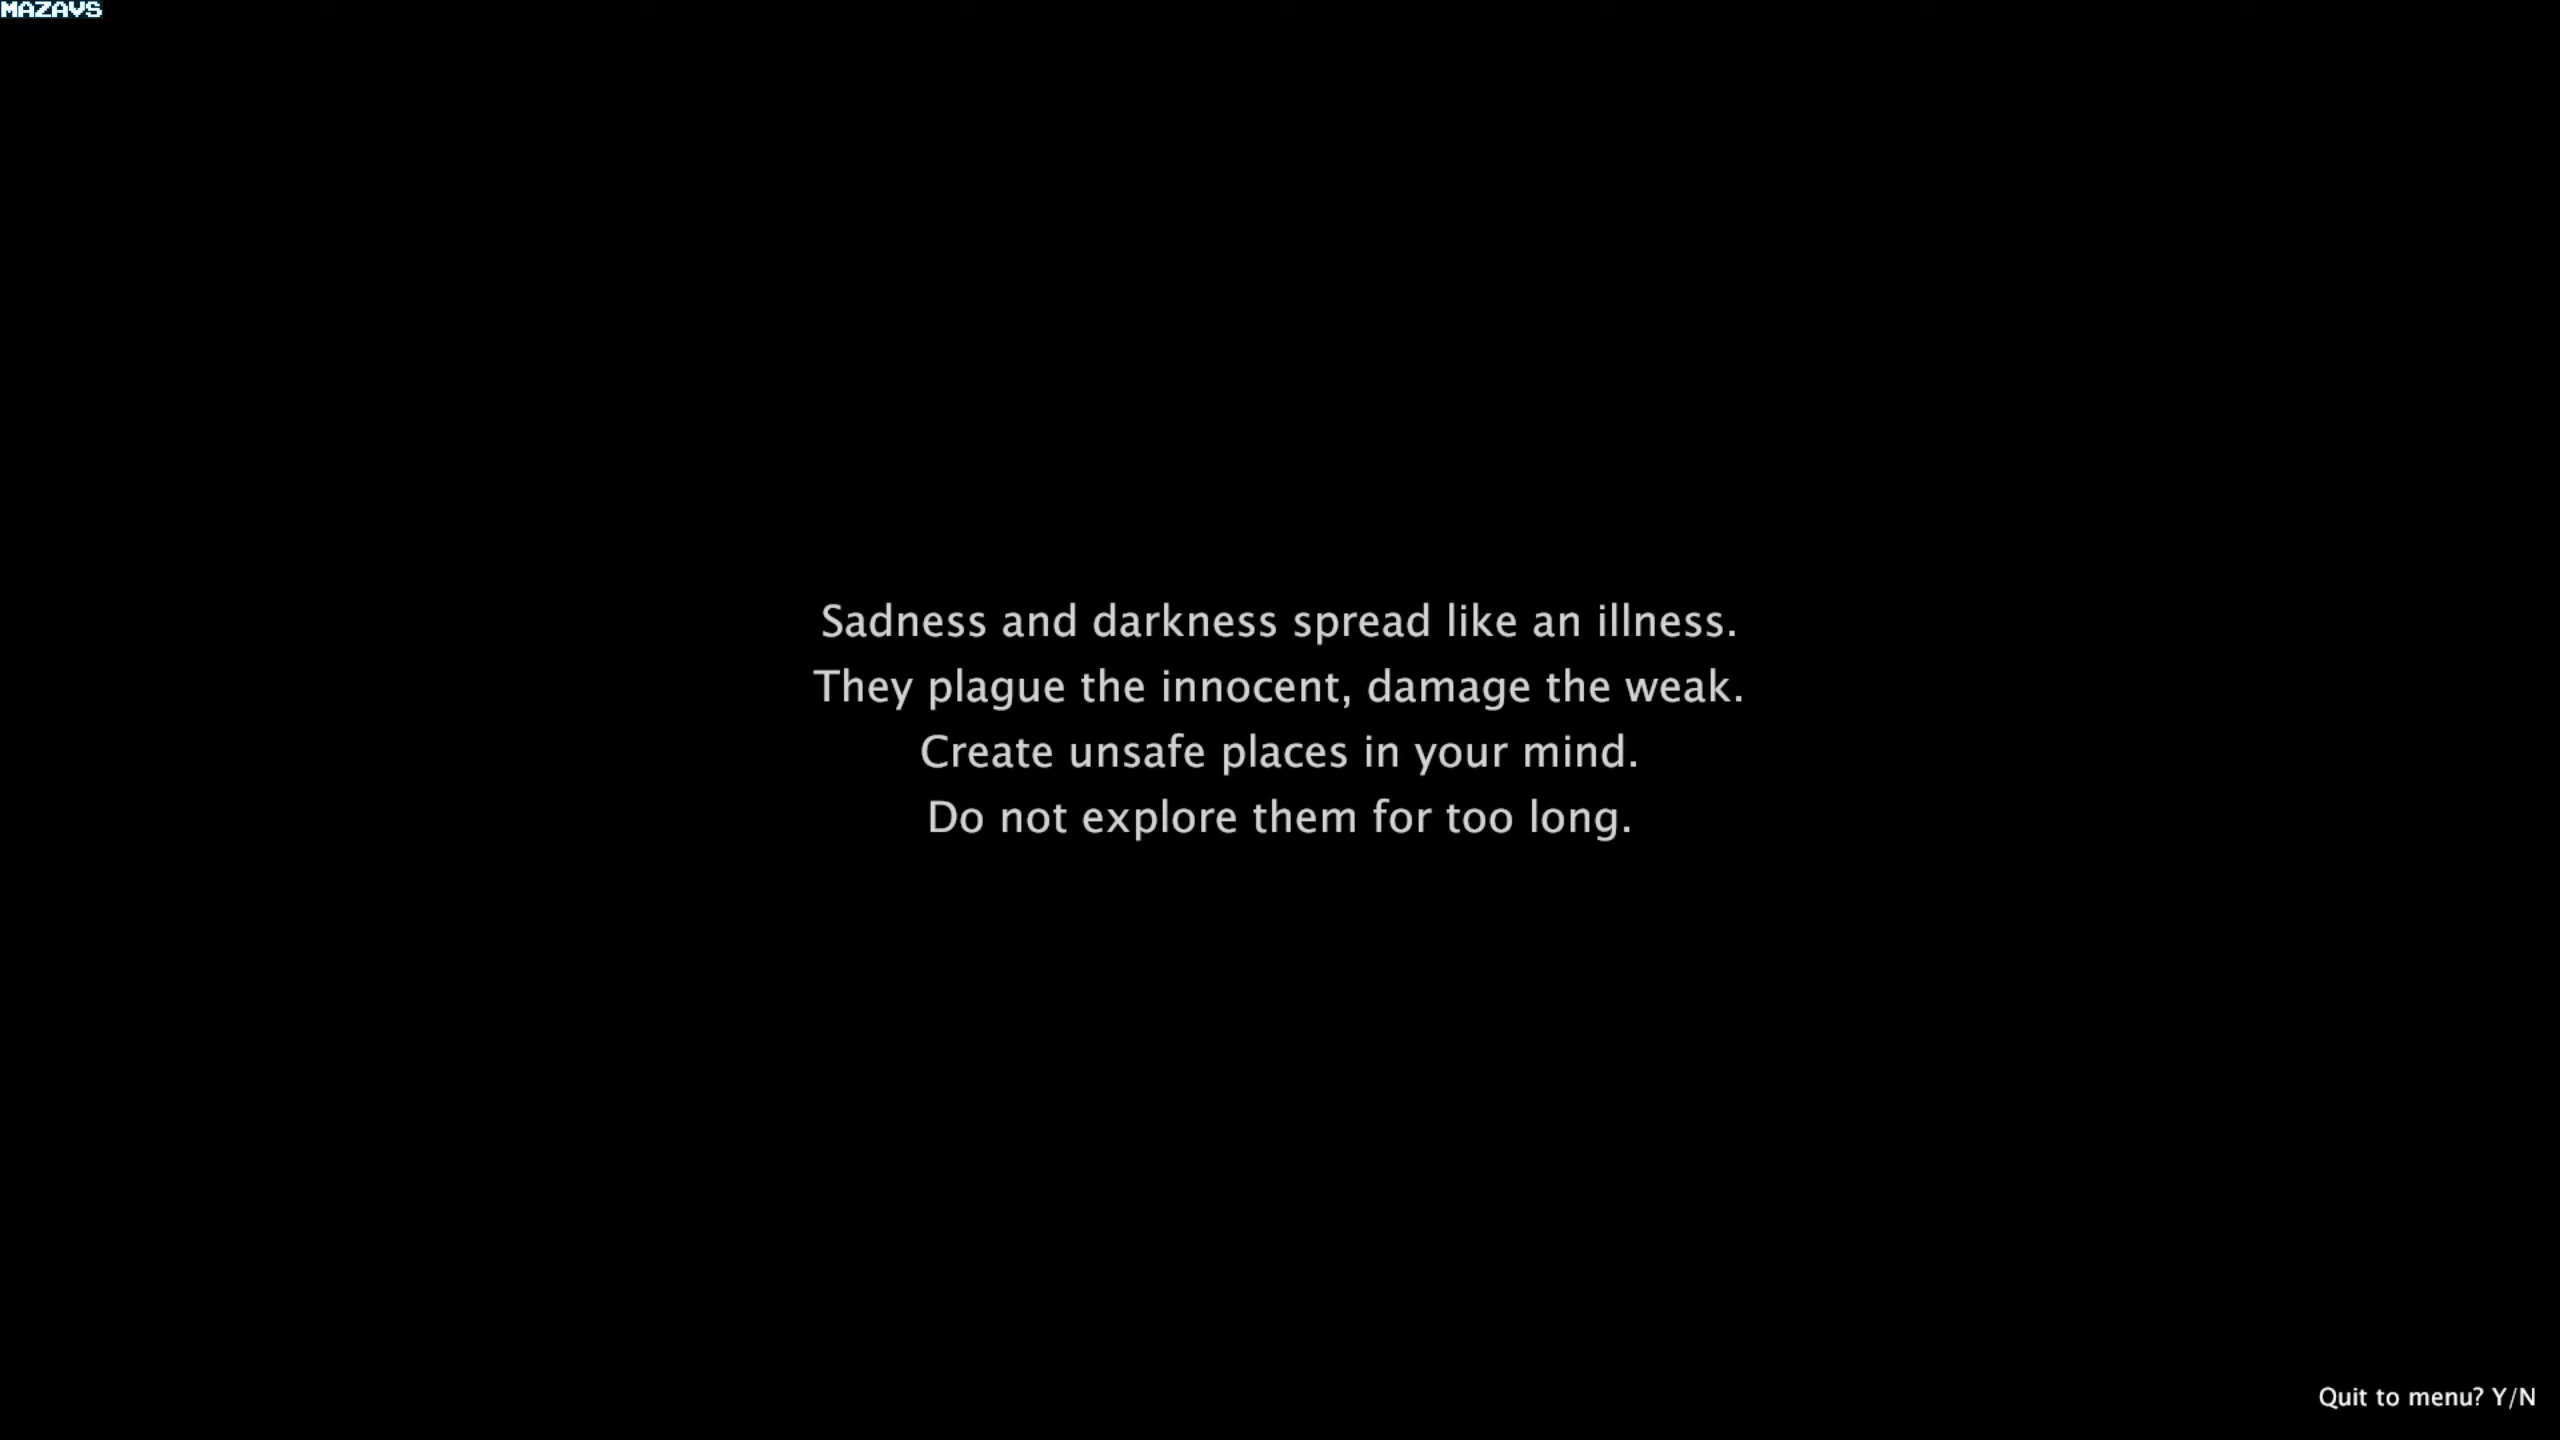 MAZAVS
Sadness and darkness spread like an illness.
They plague the innocent, damage the weak.
Create unsafe places in your mind.
Do not explore them for too long.
Quit to menu? Y/N